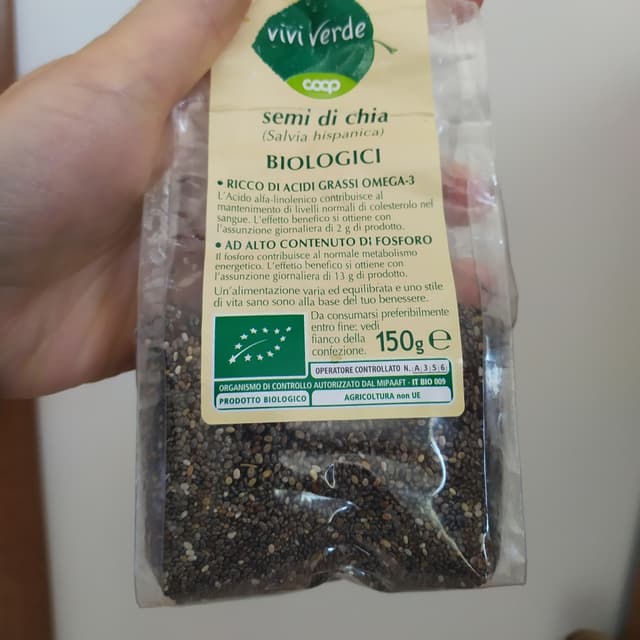 vivi verde
coop
semi di chia
(Salvia hispanica)
BIOLOGICI
• RICCO DI ACIDI GRASSI OMEGA-3
L'Acido alfa-linolenico contribuisce al
mantenimento di livelli normali di colesterolo nel
sangue. L'effetto benefico si ottiene con
l'assunzione giornaliera di 2 g di prodotto.
• AD ALTO CONTENUTO DI FOSFORO
Il fosforo contribuisce al normale metabolismo
energetico. L'effetto benefico si ottiene con
l'assunzione giornaliera di 13 g di prodotto.
Un'alimentazione varia ed equilibrata e uno stile
di vita sano sono alla base del tuo benessere.
Da consumarsi preferibilmente
entro fine: vedi
fianco della
confezione.
150g e
OPERATORE CONTROLLATO N. A 3 5 6
ORGANISMO DI CONTROLLO AUTORIZZATO DAL MIPAAFT - IT BIO 009
PRODOTTO BIOLOGICO
AGRICOLTURA non UE